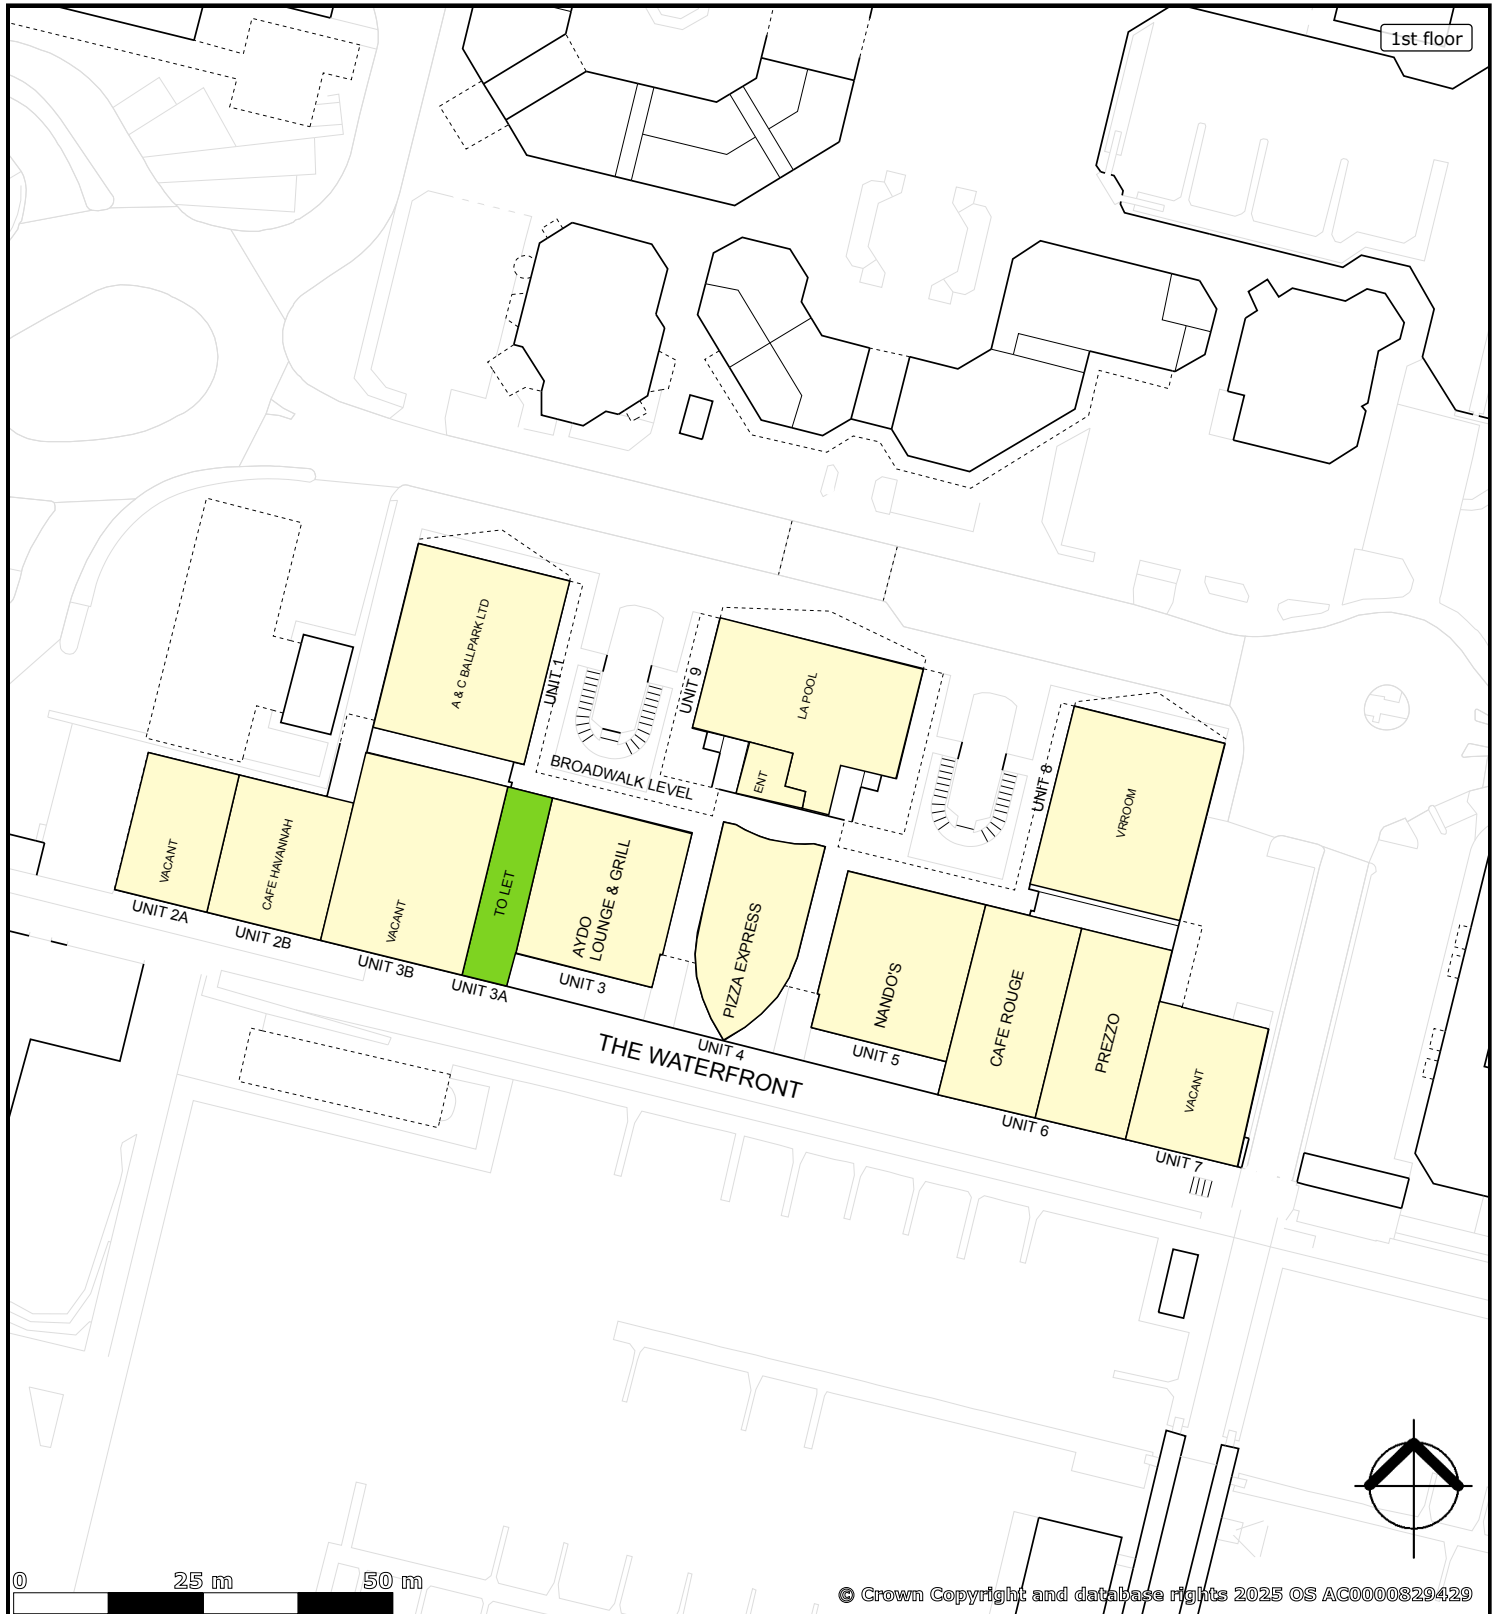 1st floor
A & C BALLPARK LTD
UNIT 1
UNIT 9
LA POOL
ENT
BROADWALK LEVEL
UNIT 8
VRROOM
VACANT
UNIT 2A
CAFE HAVANNAH
UNIT 2B
VACANT
UNIT 3B
TO LET
UNIT 3A
AYDO
LOUNGE & GRILL
UNIT 3
PIZZA EXPRESS
UNIT 4
NANDO'S
UNIT 5
CAFE ROUGE
UNIT 6
PREZZO
VACANT
UNIT 7
THE WATERFRONT
0 25 m 50 m
© Crown Copyright and database rights 2025 OS AC0000829429